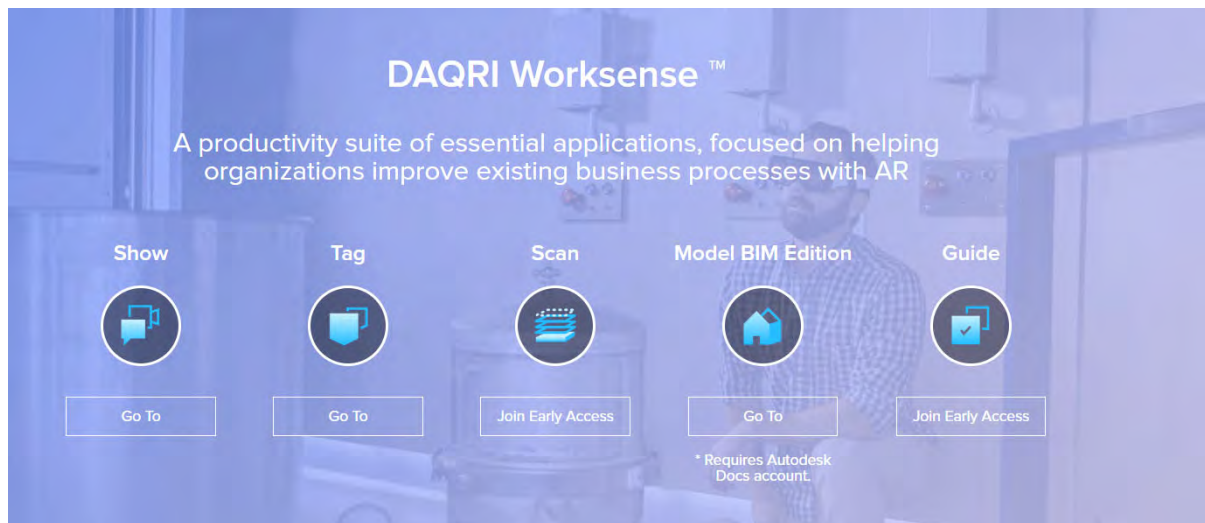 DAQRI Worksense ™
A productivity suite of essential applications, focused on helping
organizations improve existing business processes with AR
Show
Tag
Scan
Model BIM Edition
Guide
Go To
Go To
Join Early Access
Go To
Join Early Access
* Requires Autodesk
Docs account.